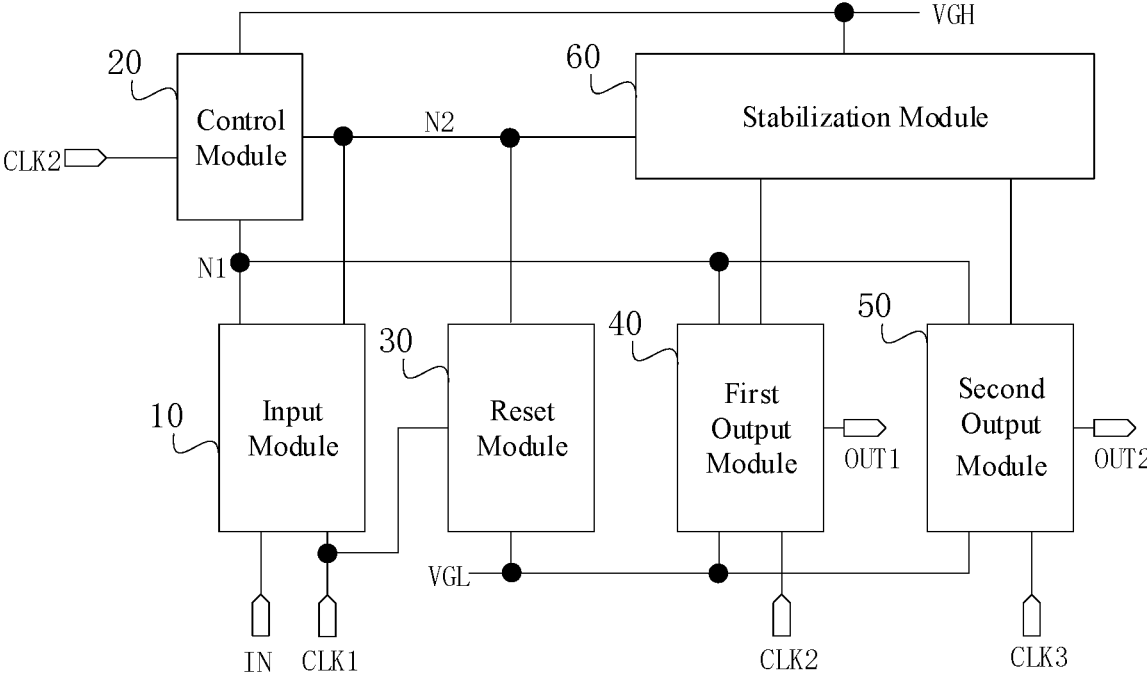 VGH
20
60
Control
Module
N2
Stabilization Module
CLK2
N1
10
Input
Module
30
Reset
Module
40
First
Output
Module
OUT1
50
Second
Output
Module
OUT2
VGL
IN
CLK1
CLK2
CLK3